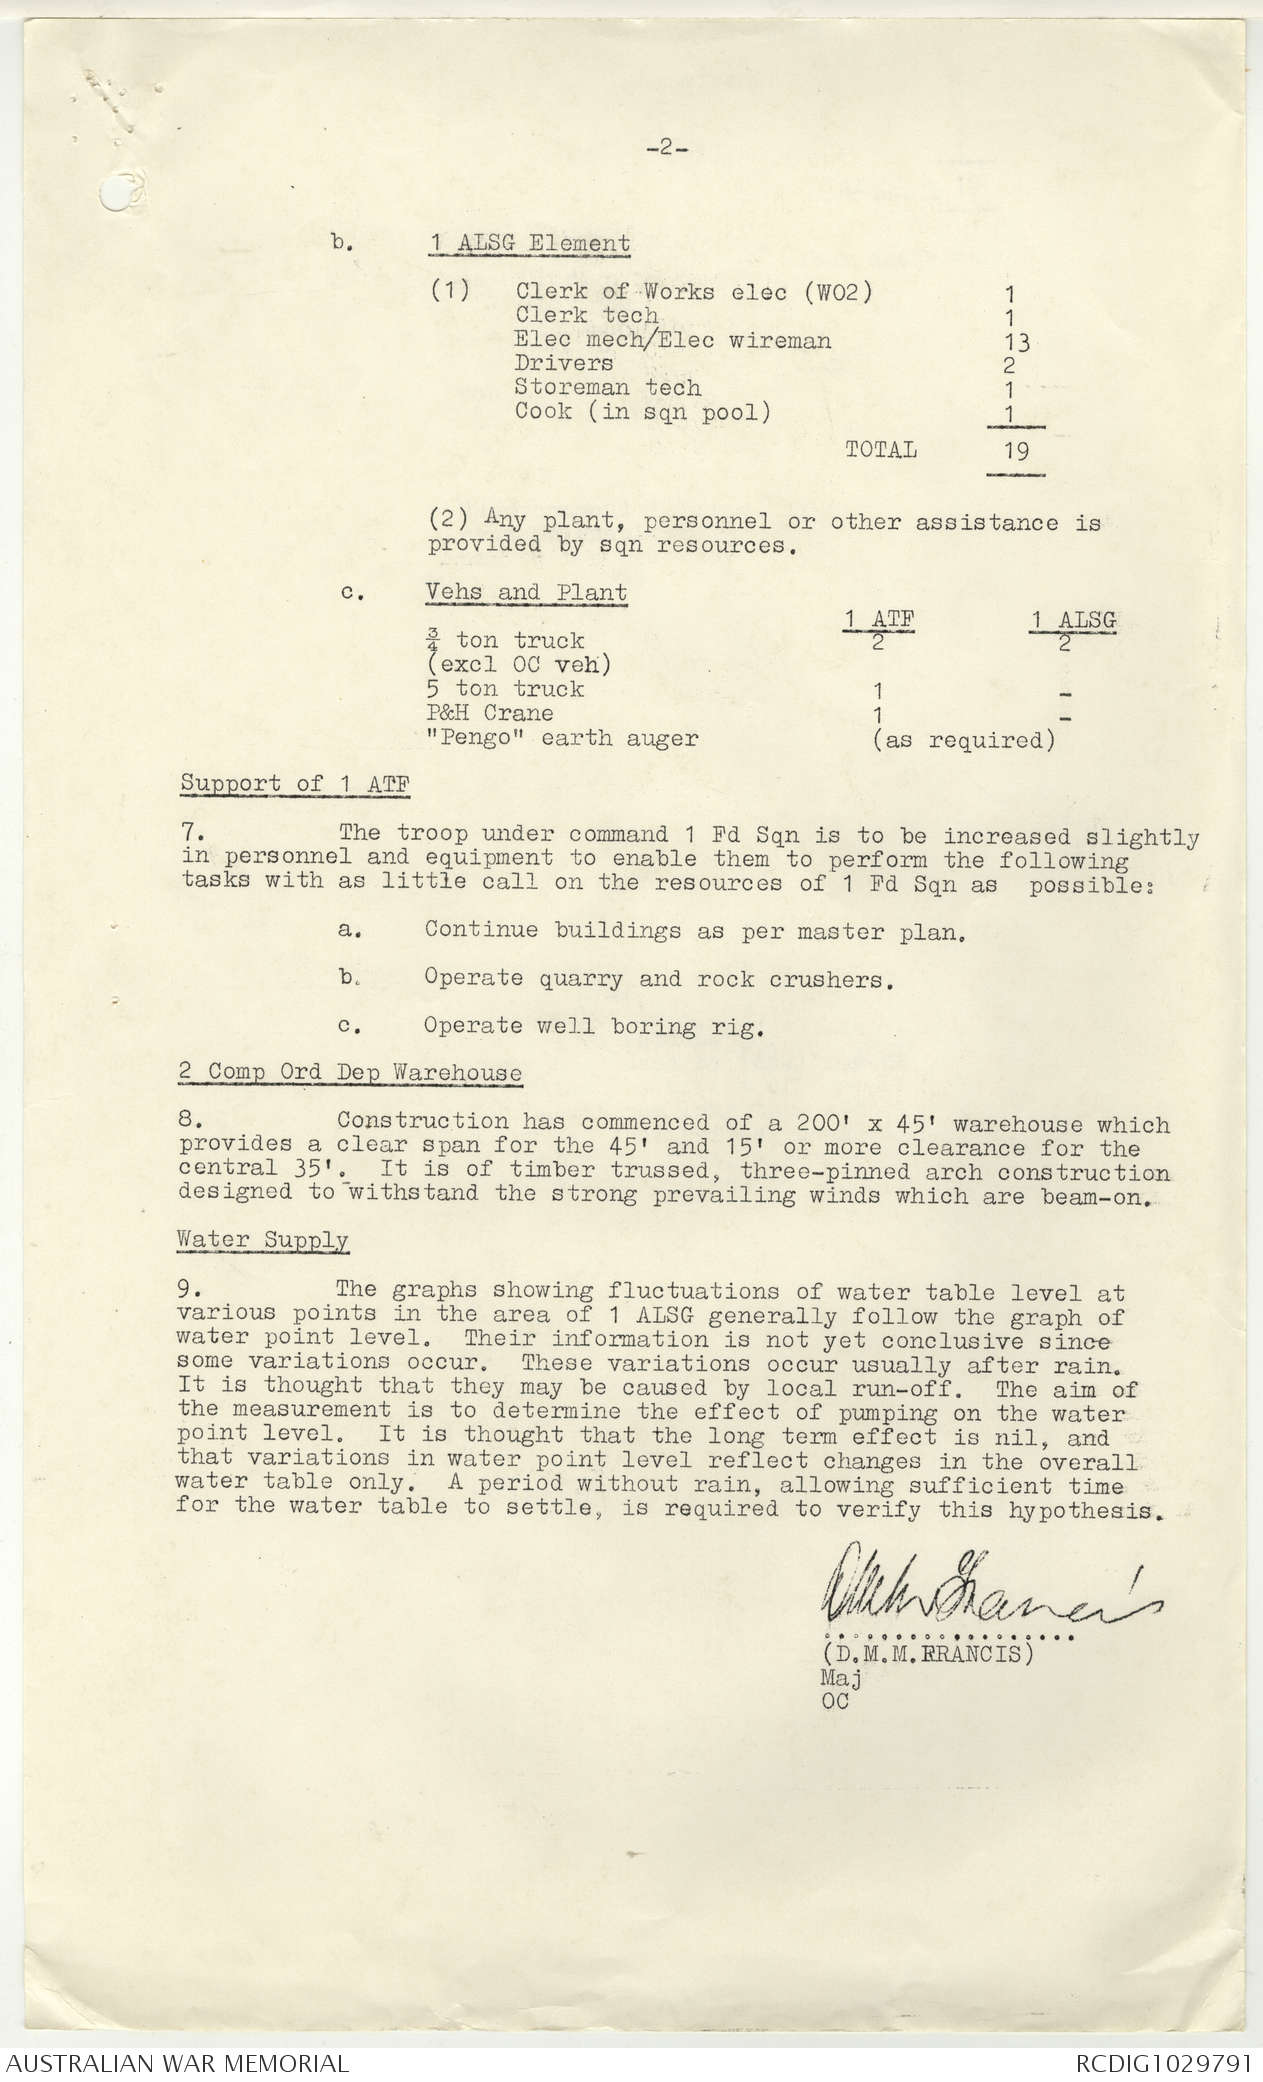 -2-
b. 1 ALSG Element
(1) Clerk of Works elec (WO2) 1
Clerk tech 1
Elec mech/Elec wireman 13
Drivers 2
Storeman tech 1
Cook (in sqn pool) 1
TOTAL 19
(2) Any plant, personnel or other assistance is
provided by sqn resources.
c. Vehs and Plant
1 ATF 1 ALSG
¾ ton truck 2 2
(excl OC veh)
5 ton truck 1 -
P&H Crane 1 -
"Pengo" earth auger (as required)
Support of 1 ATF
7. The troop under command 1 Fd Sqn is to be increased slightly
in personnel and equipment to enable them to perform the following
tasks with as little call on the resources of 1 Fd Sqn as possible:
a. Continue buildings as per master plan.
b. Operate quarry and rock crushers.
c. Operate well boring rig.
2 Comp Ord Dep Warehouse
8. Construction has commenced of a 200' x 45' warehouse which
provides a clear span for the 45' and 15' or more clearance for the
central 35'. It is of timber trussed, three-pinned arch construction
designed to withstand the strong prevailing winds which are beam-on.
Water Supply
9. The graphs showing fluctuations of water table level at
various points in the area of 1 ALSG generally follow the graph of
water point level. Their information is not yet conclusive since
some variations occur. These variations occur usually after rain.
It is thought that they may be caused by local run-off. The aim of
the measurement is to determine the effect of pumping on the water
point level. It is thought that the long term effect is nil, and
that variations in water point level reflect changes in the overall
water table only. A period without rain, allowing sufficient time
for the water table to settle, is required to verify this hypothesis.
Francis
(D.M.M.FRANCIS)
Maj
OC
AUSTRALIAN WAR MEMORIAL RCDIG1029791